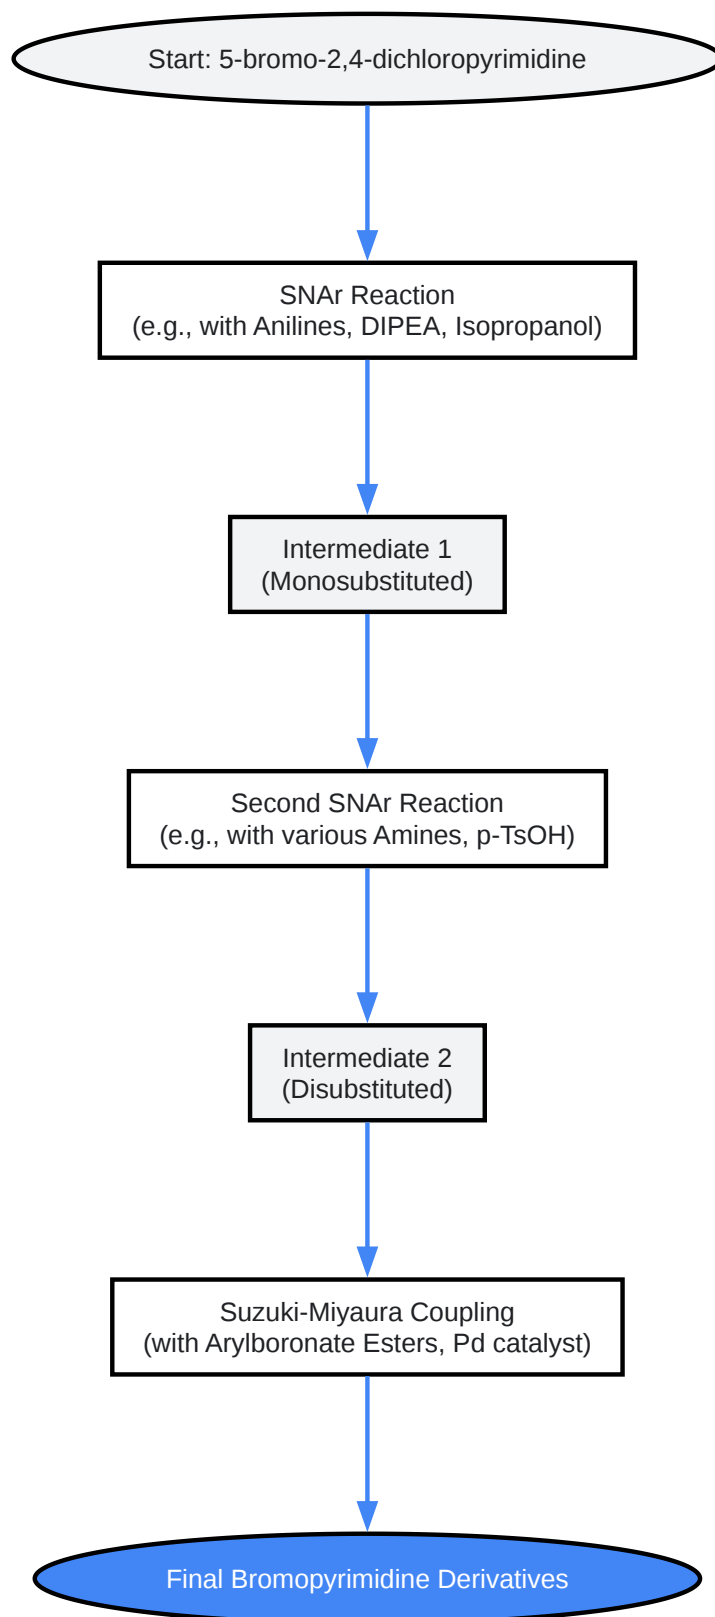 Start: 5-bromo-2,4-dichloropyrimidine
SNAr Reaction
(e.g., with Anilines, DIPEA, Isopropanol)
Intermediate 1
(Monosubstituted)
Second SNAr Reaction
(e.g., with various Amines, p-TsOH)
Intermediate 2
(Disubstituted)
Suzuki-Miyaura Coupling
(with Arylboronate Esters, Pd catalyst)
Final Bromopyrimidine Derivatives